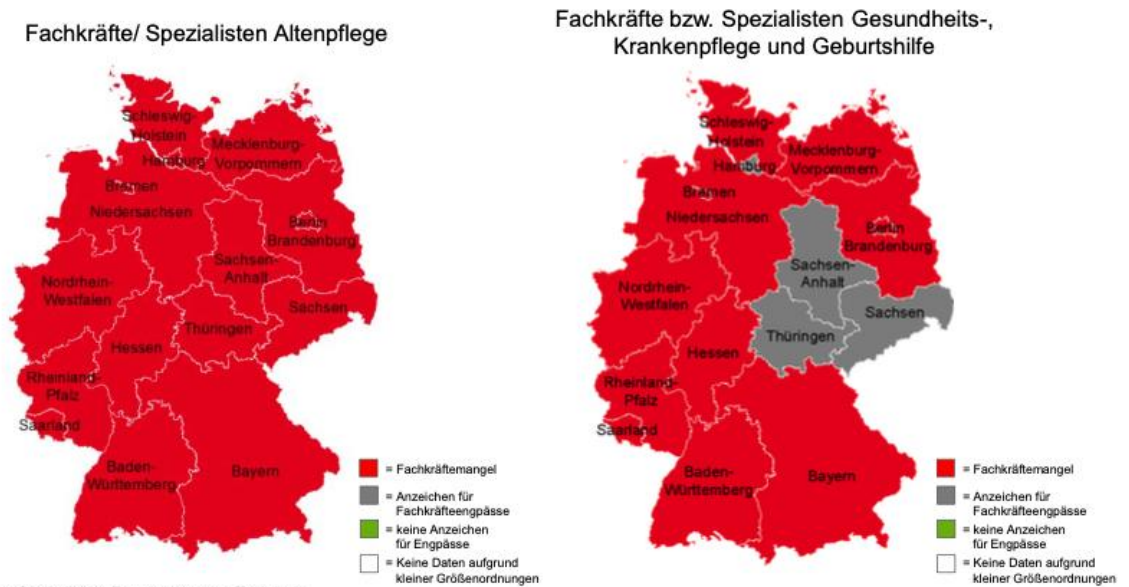 Fachkräfte/ Spezialisten Altenpflege
Schleswig-
Holstein
Mecklenburg-
Vorpommern
Hamburg
Bremen
Niedersachsen
Berlin
Brandenburg
Sachsen-
Anhalt
Nordrhein-
Westfalen
Sachsen
Thüringen
Hessen
Rheinland-
Pfalz
Saarland
Baden-
Württemberg
Bayern
= Fachkräftemangel
= Anzeichen für
Fachkräfteengpässe
= keine Anzeichen
für Engpässe
= Keine Daten aufgrund
kleiner Größenordnungen
Fachkräfte bzw. Spezialisten Gesundheits-,
Krankenpflege und Geburtshilfe
Schleswig-
Holstein
Mecklenburg-
Vorpommern
Hamburg
Bremen
Niedersachsen
Berlin
Brandenburg
Sachsen-
Anhalt
Nordrhein-
Westfalen
Sachsen
Thüringen
Hessen
Rheinland-
Pfalz
Saarland
Baden-
Württemberg
Bayern
= Fachkräftemangel
= Anzeichen für
Fachkräfteengpässe
= keine Anzeichen
für Engpässe
= Keine Daten aufgrund
kleiner Größenordnungen